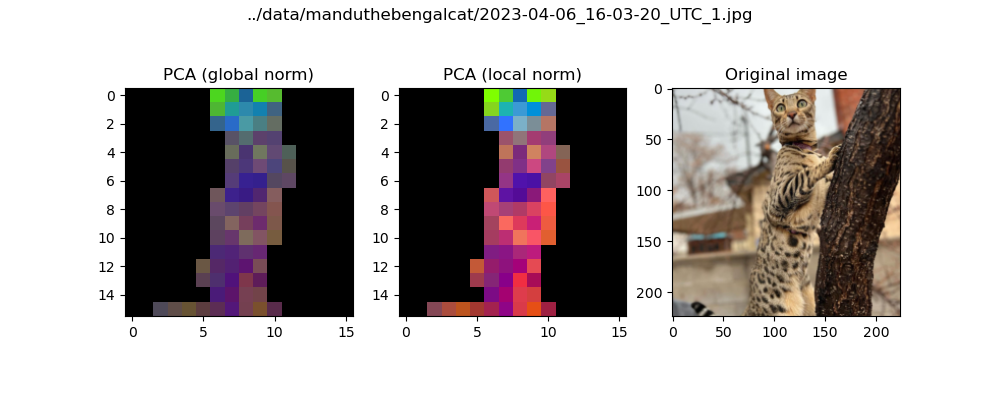 ../data/manduthebengalcat/2023-04-06_16-03-20_UTC_1.jpg
PCA (global norm) PCA (local norm) Original image
0 0 0
2 2 50
4 4 100
6 6 150
8 8 200
10 10
12 12
14 14
0 5 10 15 0 5 10 15 0 50 100 150 200